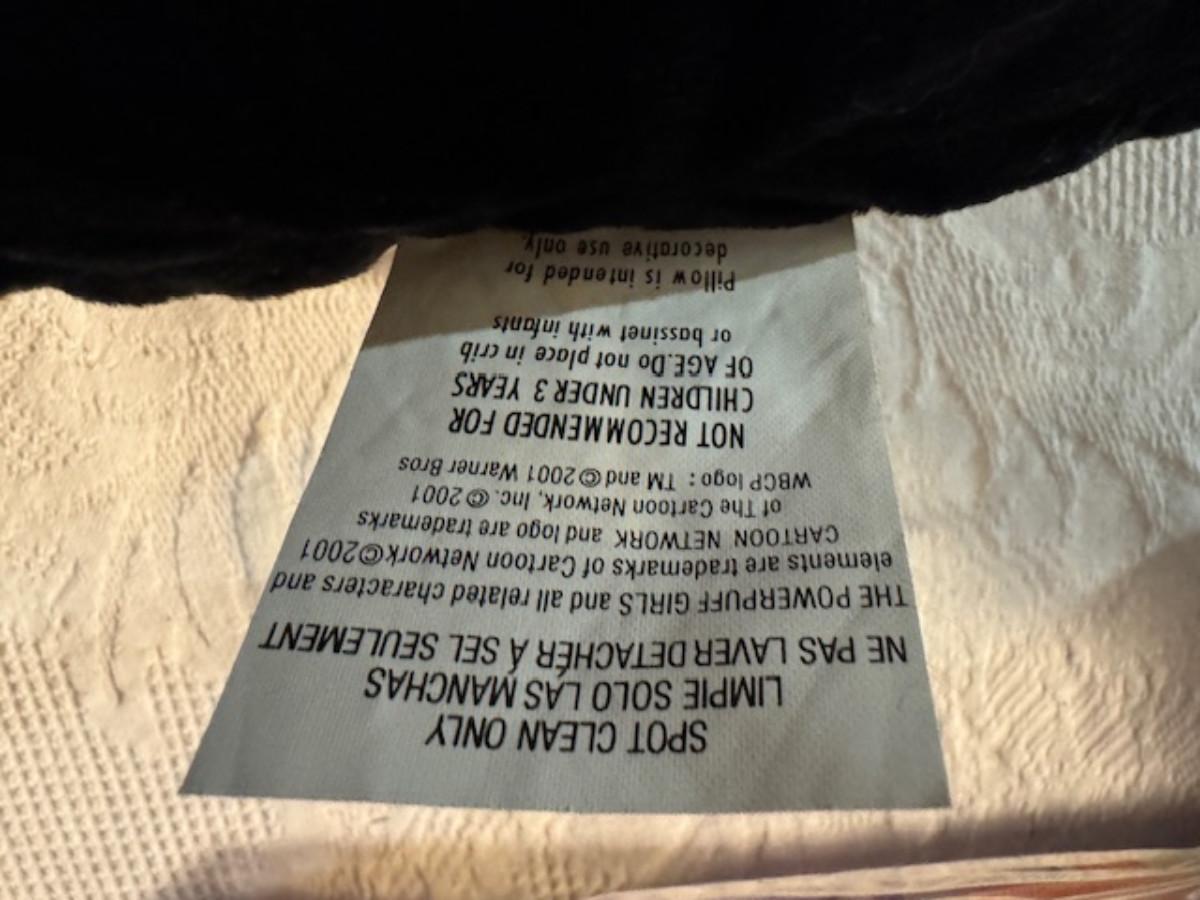 SPOT CLEAN ONLY
LIMPIE SOLO LAS MANCHAS
NE PAS LAVER DETACHÉR Á SEL SEULEMENT
THE POWERPUFF GIRLS and all related characters and
elements are trademarks of Cartoon Network©2001
CARTOON NETWORK and logo are trademarks
of The Cartoon Network, Inc. © 2001
WBCP logo : TM and ©2001 Warner Bros
NOT RECOMMENDED FOR
CHILDREN UNDER 3 YEARS
OF AGE.Do not place in crib
or bassinet with infants
Pillow is intended for
decorative use only.